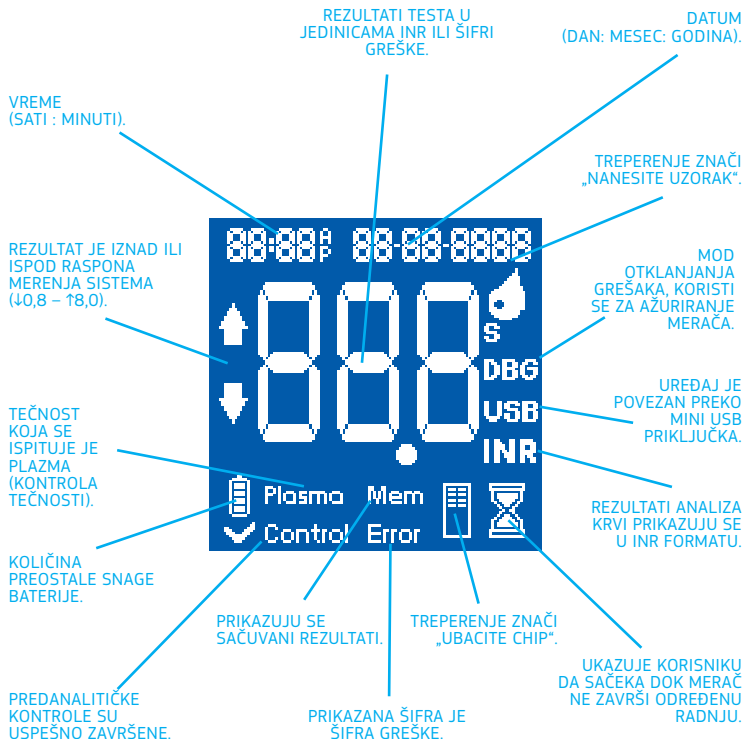 REZULTATI TESTA U
JEDINICAMA INR ILI ŠIFRI
GREŠKE.
DATUM
(DAN: MESEC: GODINA).
VREME
(SATI : MINUTI).
TREPERENJE ZNAČI
„NANESITE UZORAK“.
REZULTAT JE IZNAD ILI
ISPOD RASPONA
MERENJA SISTEMA
(↓0,8 – ↑8,0).
MOD
OTKLANJANJA
GREŠAKA, KORISTI
SE ZA AŽURIRANJE
MERAČA.
TEČNOST
KOJA SE
ISPITUJE JE
PLAZMA
(KONTROLA
TEČNOSTI).
UREĐAJ JE
POVEZAN PREKO
MINI USB
PRIKLJUČKA.
88:88 A P 88-88-8888
8.8.8
S
DBG
USB
INR
Plasma Mem
Control Error
REZULTATI ANALIZA
KRVI PRIKAZUJU SE
U INR FORMATU.
KOLIČINA
PREOSTALE SNAGE
BATERIJE.
PRIKAZUJU SE
SAČUVANI REZULTATI.
TREPERENJE ZNAČI
„UBACITE CHIP“.
UKAZUJE KORISNIKU
DA SAČEKA DOK MERAČ
NE ZAVRŠI ODREĐENU
RADNJU.
PREDANALITIČKE
KONTROLE SU
USPEŠNO ZAVRŠENE.
PRIKAZANA ŠIFRA JE
ŠIFRA GREŠKE.